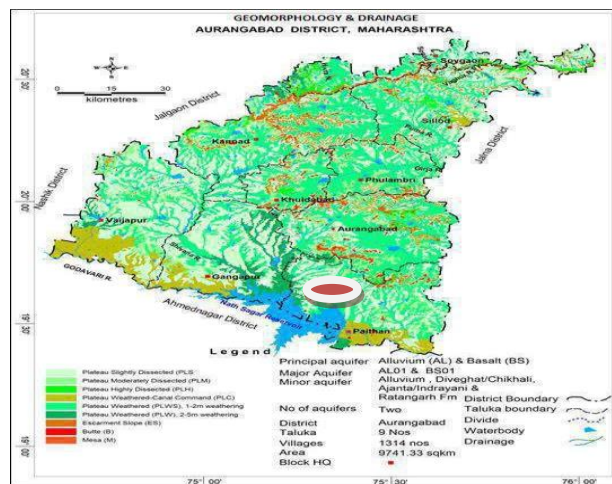 GEOMORPHOLOGY & DRAINAGE
AURANGABAD DISTRICT, MAHARASHTRA
N
W E
S
0 15 30
kilometres
Jalgaon District
Soygaon
Sillod
Kannad
Jalna District
Girja R.
Phulambri
Nashik District
Khuldabad
Vaijapur
Aurangabad
Shivna R.
Gangapur
GODAVARI R.
Ahmednagar District
Nath Sagar Reservoir
Paithan
Legend
Plateau Slightly Dissected (PLS
Plateau Moderately Dissected (PLM)
Plateau Highly Dissected (PLH)
Plateau Weathered-Canal Command (PLC)
Plateau Weathered (PLWS), 1-2m weathering
Plateau Weathered (PLW), 2-5m weathering
Escarment Slope (ES)
Butte (B)
Mesa (M)
Principal aquifer Alluvium (AL) & Basalt (BS)
Major Aquifer AL01 & BS01
Minor aquifer Alluvium , Diveghat/Chikhali,
Ajanta/Indrayani &
Ratangarh Fm
No of aquifers Two
District Aurangabad
Taluka 9 Nos
Villages 1314 nos
Area 9741.33 sqkm
Block HQ
District Boundary
Taluka boundary
Divide
Waterbody
Drainage
75°00'
75°30'
76°00'